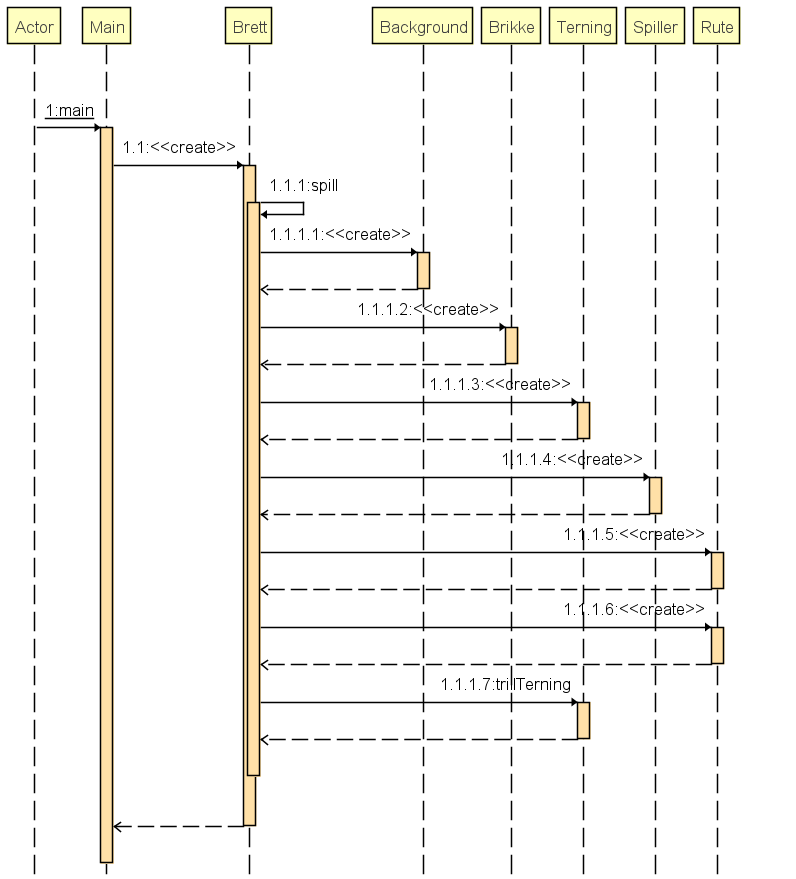 Actor Main Brett Background Brikke Terning Spiller Rute
1:main
1.1:<<create>>
1.1.1:spill
1.1.1.1:<<create>>
1.1.1.2:<<create>>
1.1.1.3:<<create>>
1.1.1.4:<<create>>
1.1.1.5:<<create>>
1.1.1.6:<<create>>
1.1.1.7:trillTerning